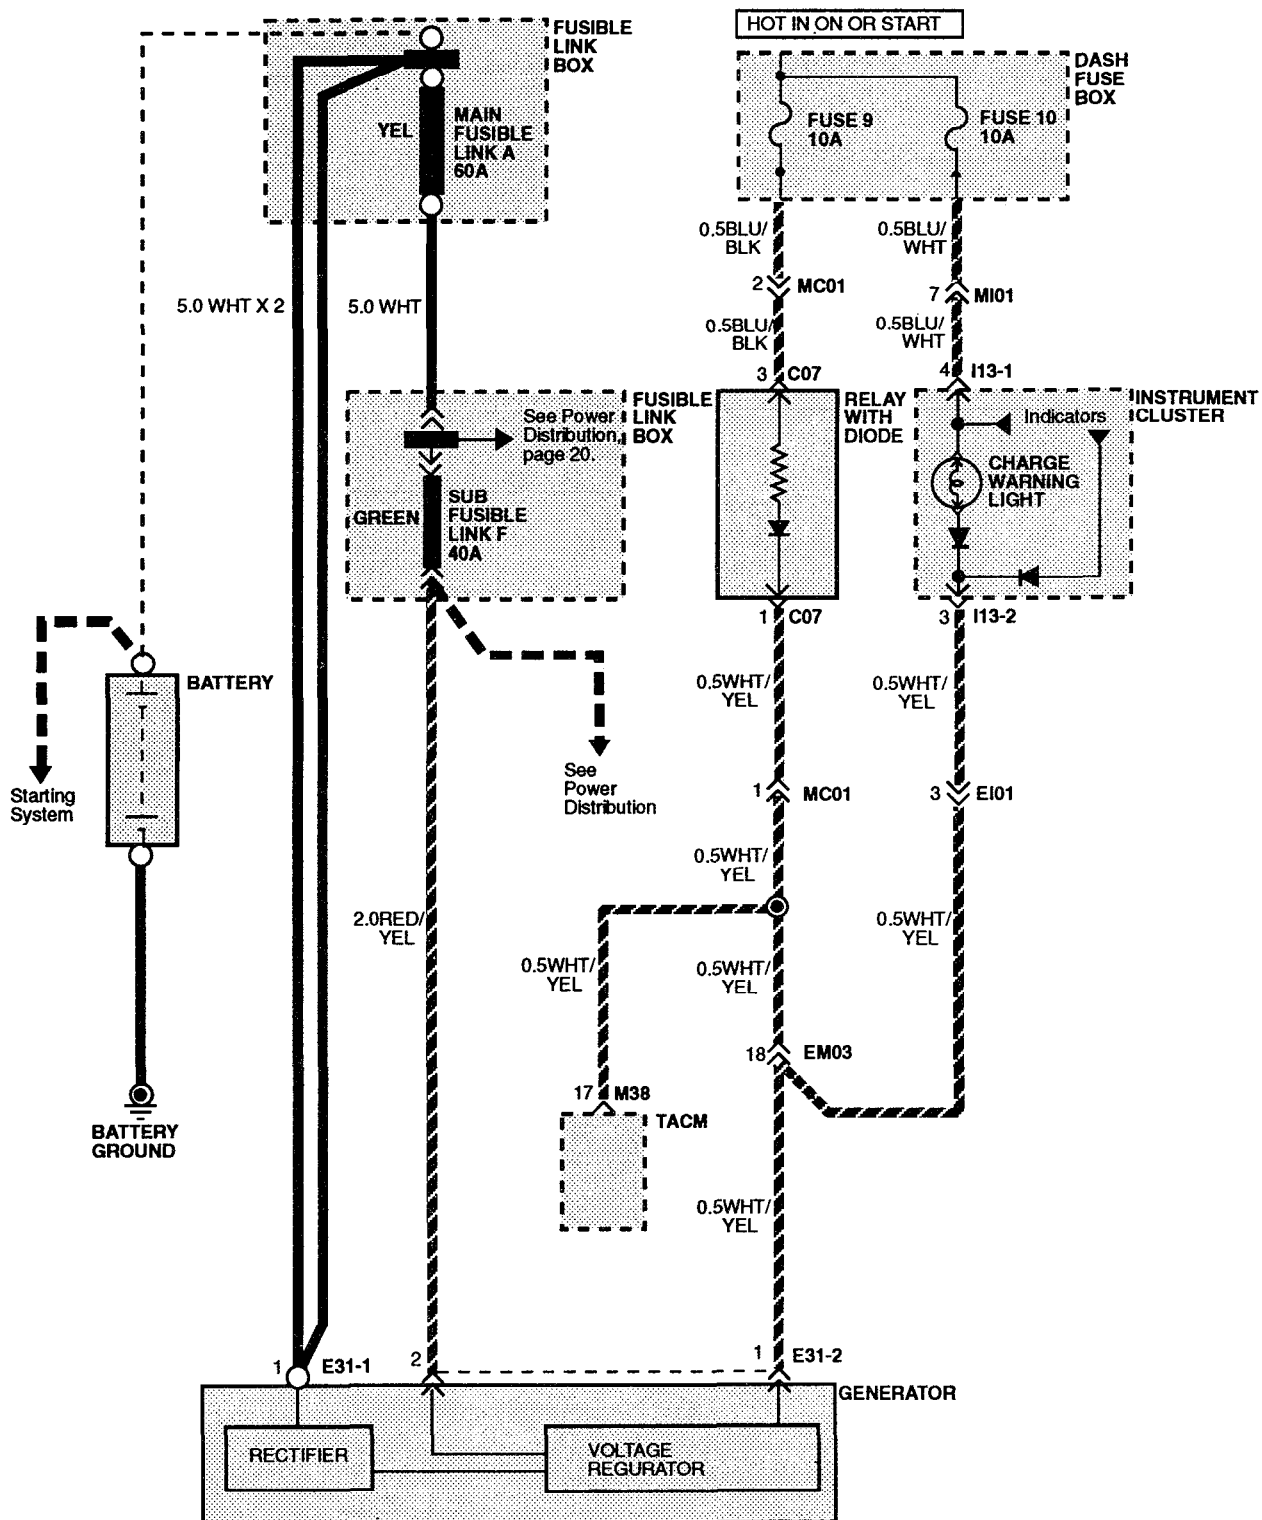 HOT IN ON OR START
FUSIBLE
LINK
BOX
DASH
FUSE
BOX
YEL
MAIN
FUSIBLE
LINK A
60A
FUSE 9
10A
FUSE 10
10A
0.5BLU/
BLK
0.5BLU/
WHT
2 MC01
7 MI01
5.0 WHT X 2
5.0 WHT
0.5BLU/
BLK
0.5BLU/
WHT
3 C07
4 I13-1
FUSIBLE
LINK
BOX
See Power
Distribution,
page 20.
RELAY
WITH
DIODE
INSTRUMENT
CLUSTER
Indicators
CHARGE
WARNING
LIGHT
GREEN
SUB
FUSIBLE
LINK F
40A
1 C07
3 I13-2
BATTERY
0.5WHT/
YEL
0.5WHT/
YEL
Starting
System
See
Power
Distribution
1 MC01
3 EI01
0.5WHT/
YEL
2.0RED/
YEL
0.5WHT/
YEL
0.5WHT/
YEL
0.5WHT/
YEL
18 EM03
17 M38
TACM
BATTERY
GROUND
0.5WHT/
YEL
1 E31-1
2
1 E31-2
GENERATOR
RECTIFIER
VOLTAGE
REGURATOR